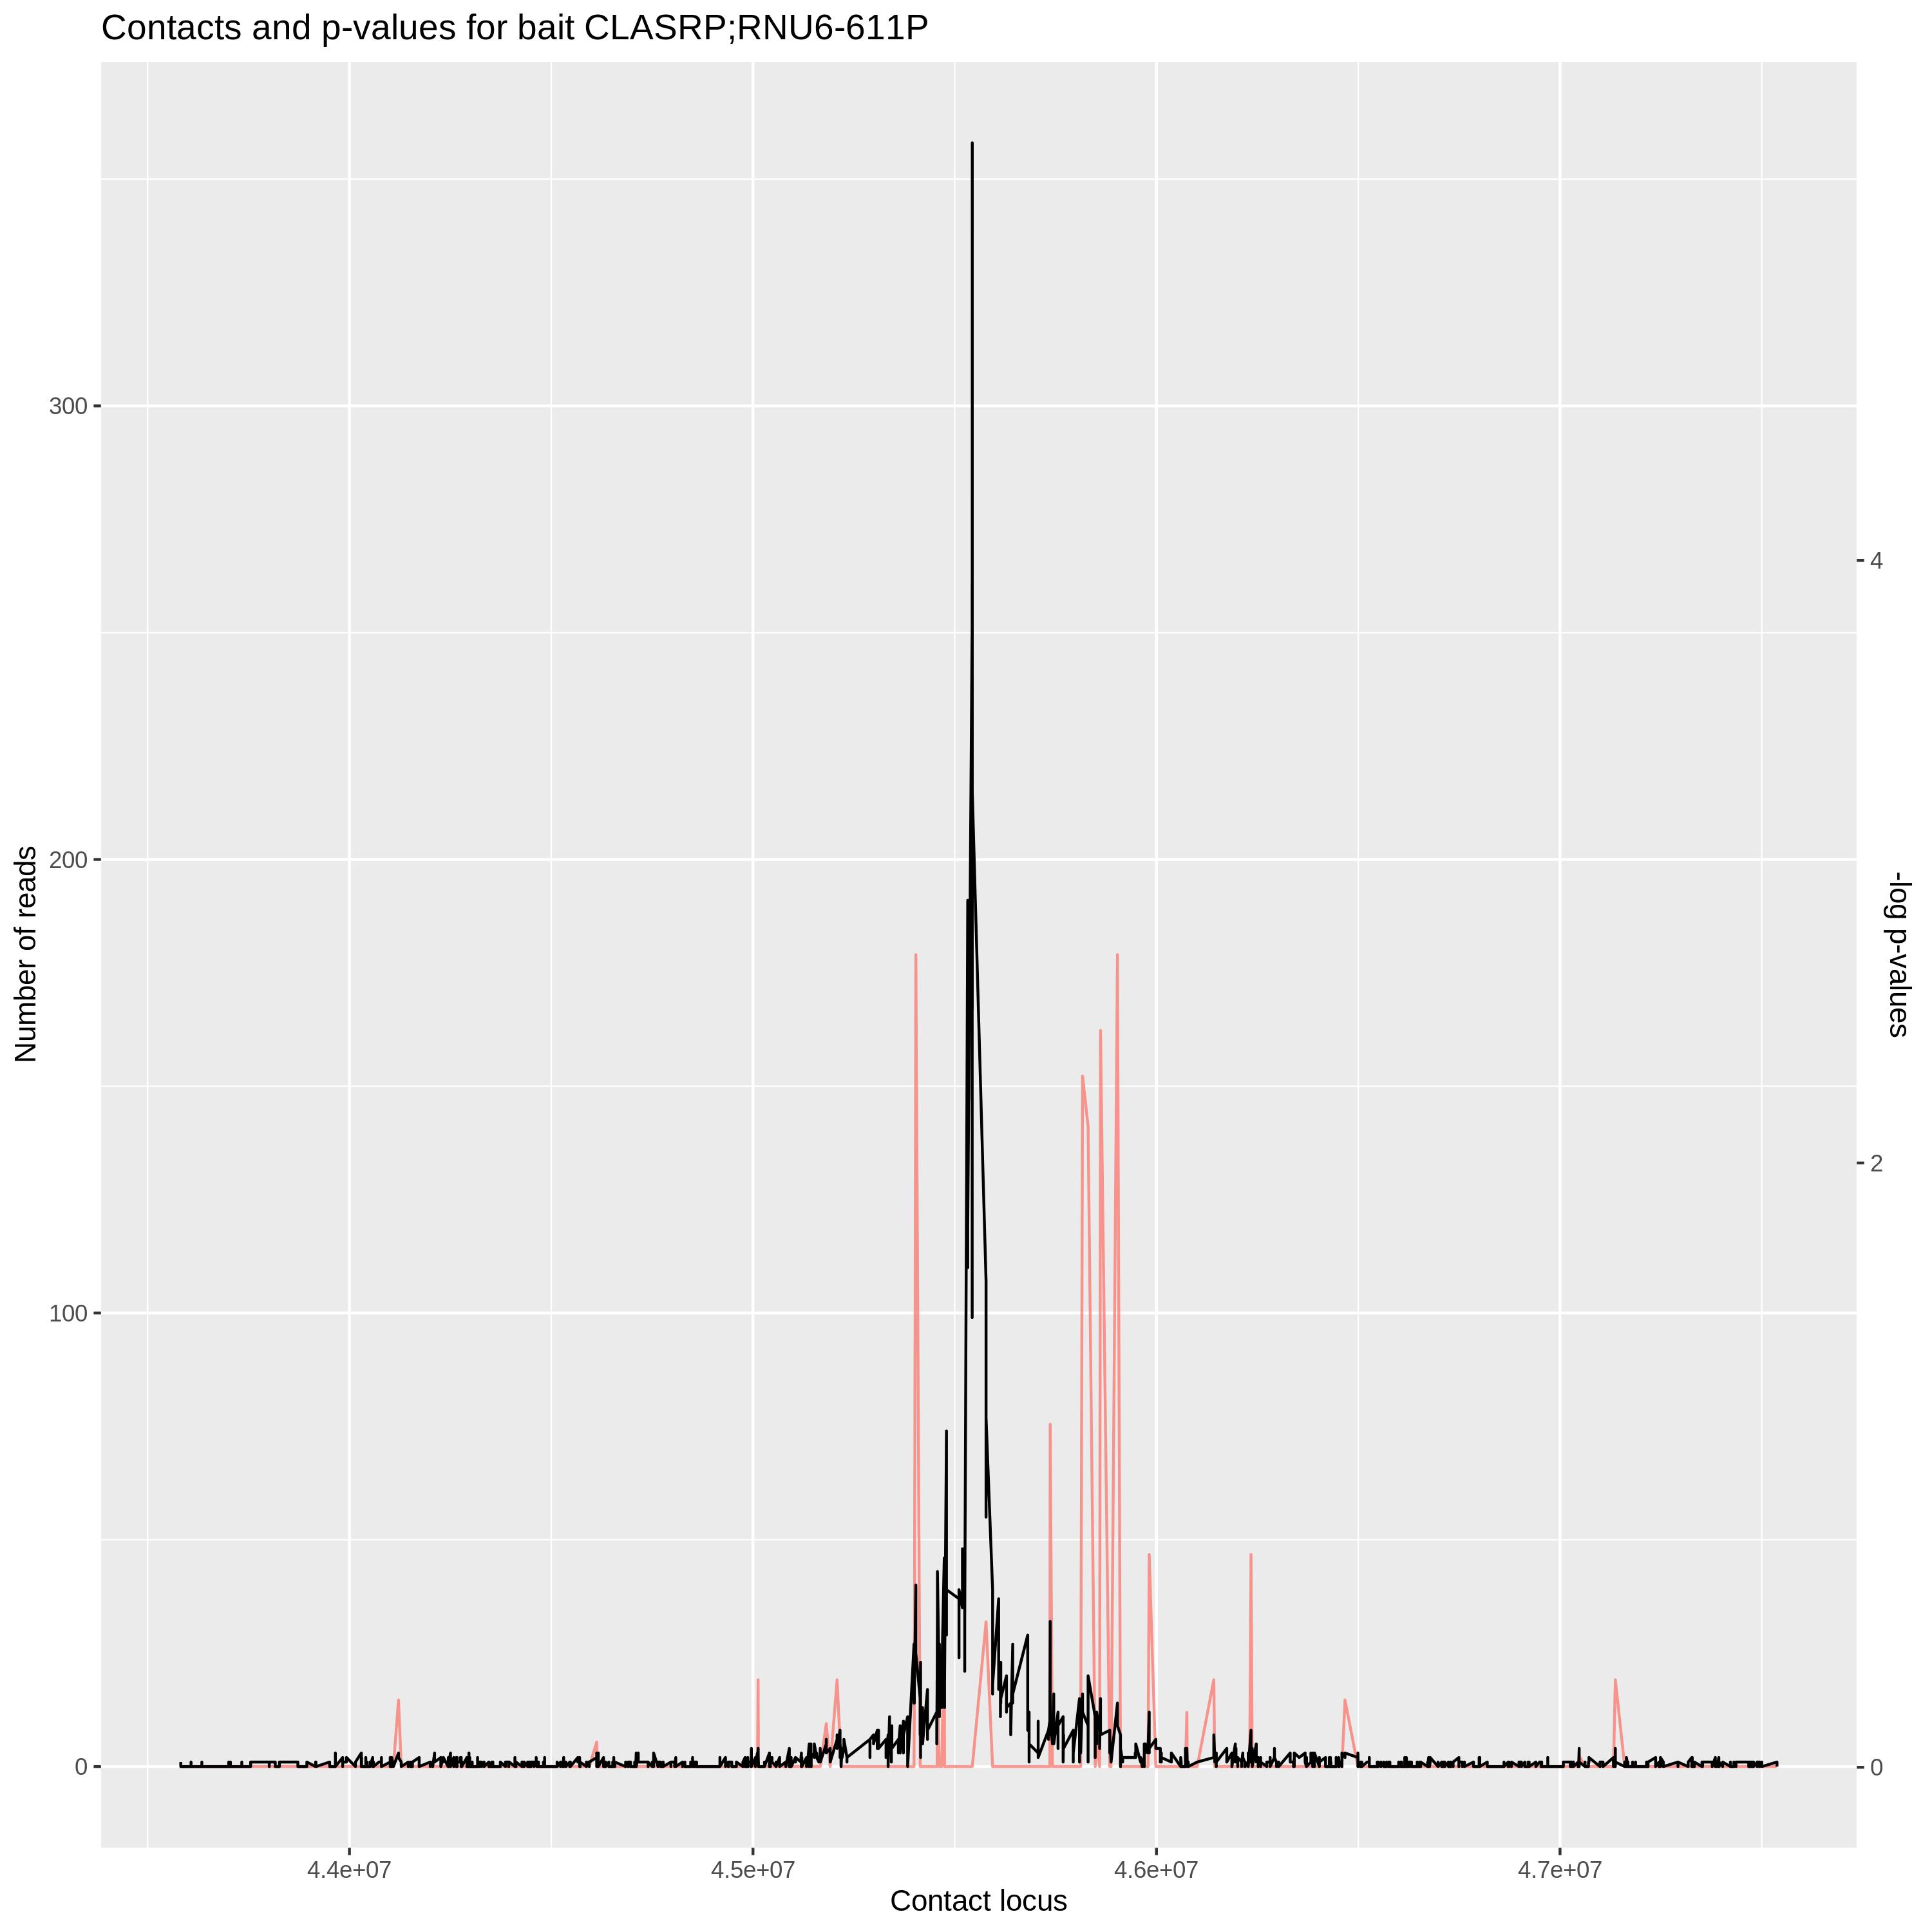 Contacts and p-values for bait CLASRP;RNU6-611P
300
200
100
0
Number of reads
4
2
0
-log p-values
4.4e+07
4.5e+07
4.6e+07
4.7e+07
Contact locus